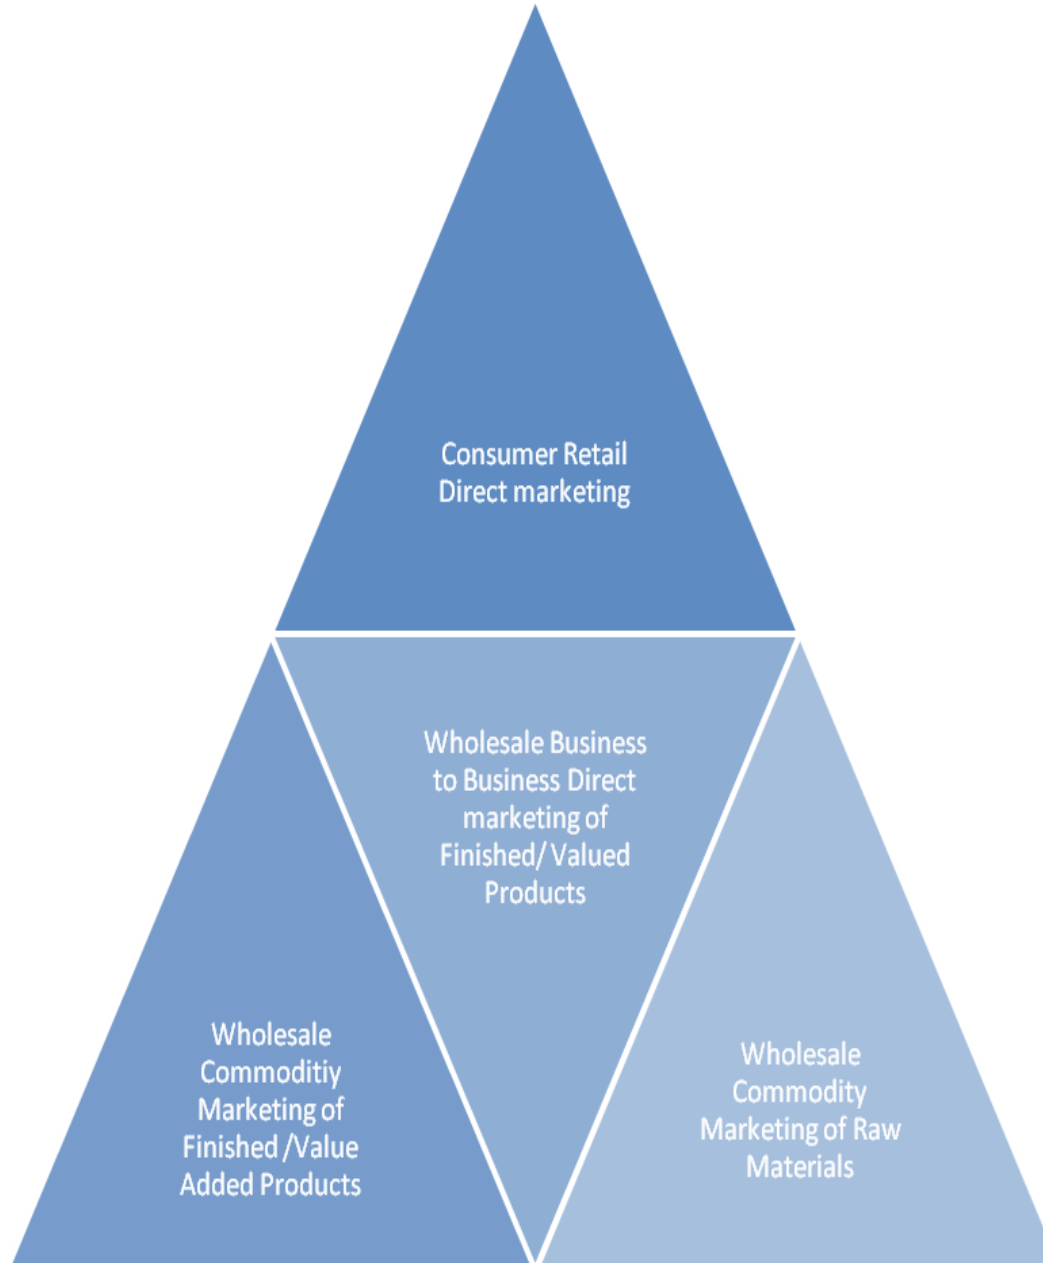 Consumer Retail
Direct marketing
Wholesale Business
to Business Direct
marketing of
Finished/ Valued
Products
Wholesale
Commoditiy
Marketing of
Finished /Value
Added Products
Wholesale
Commodity
Marketing of Raw
Materials